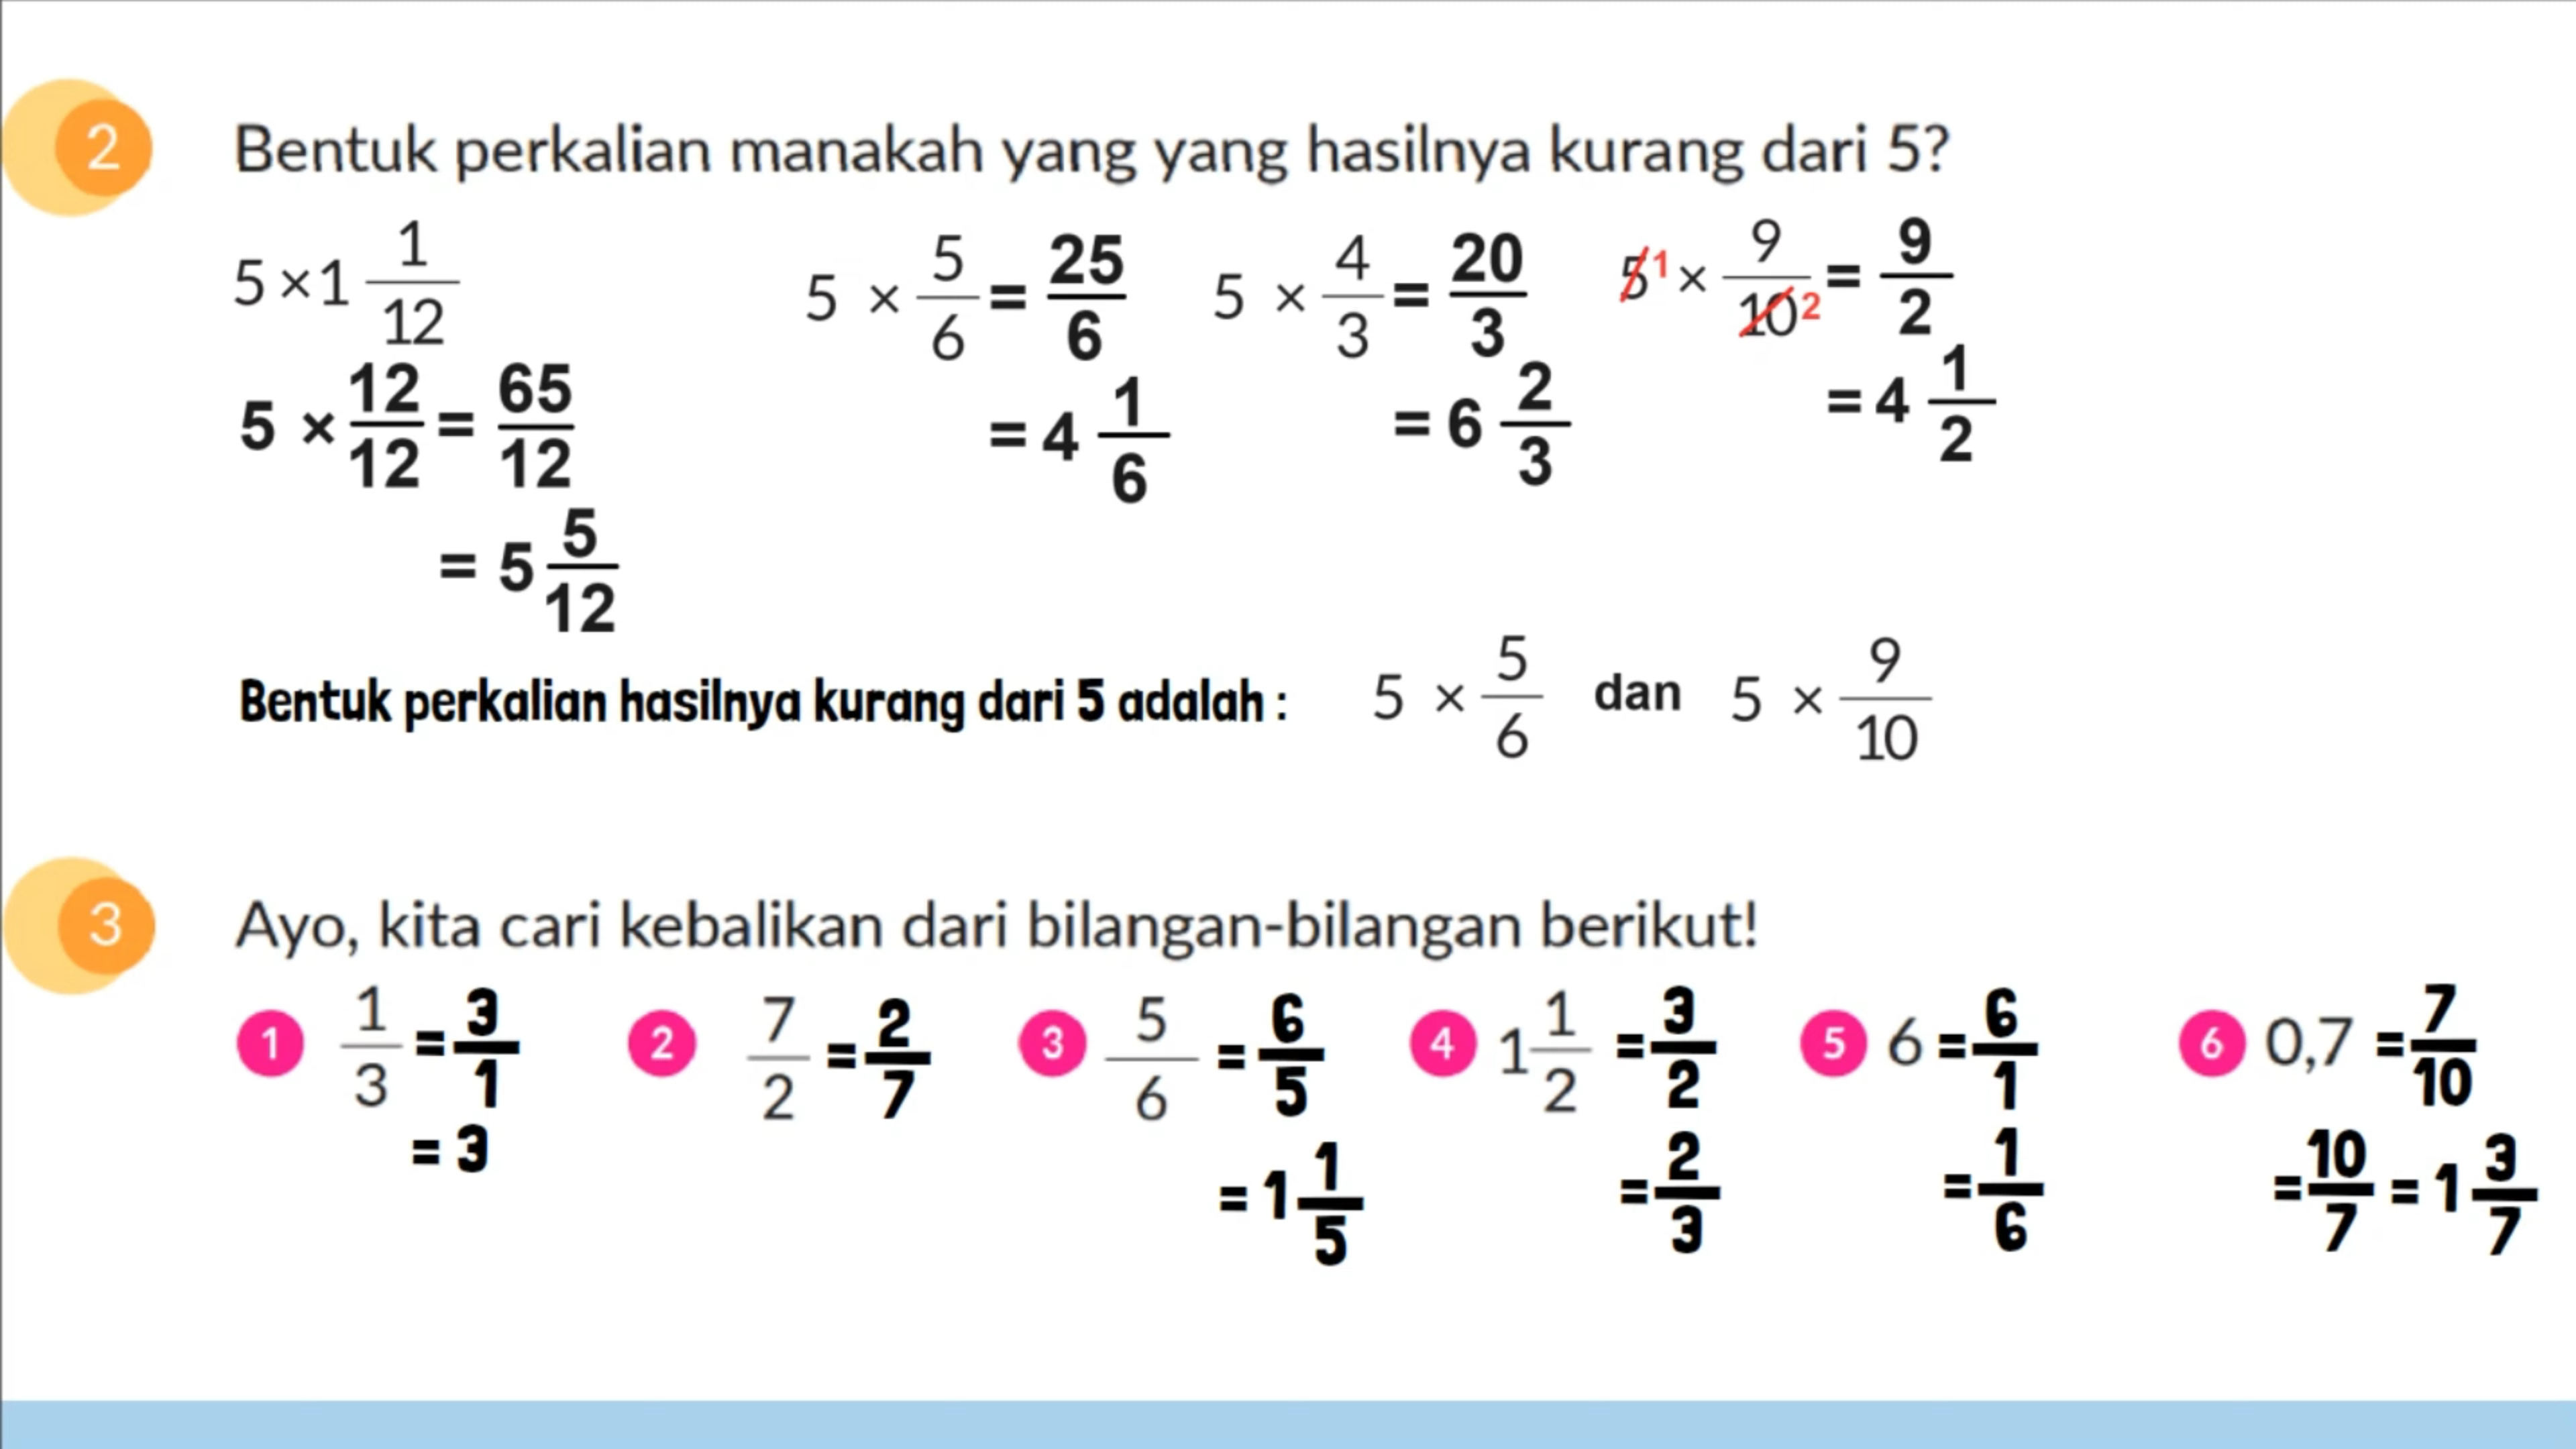 2 Bentuk perkalian manakah yang yang hasilnya kurang dari 5?
5 × 1 1/12
5 × 12/12 = 65/12
= 5 5/12
5 × 5/6 = 25/6
= 4 1/6
5 × 4/3 = 20/3
= 6 2/3
5 1 × 9/10 2 = 9/2
= 4 1/2
Bentuk perkalian hasilnya kurang dari 5 adalah : 5 × 5/6 dan 5 × 9/10
3 Ayo, kita cari kebalikan dari bilangan-bilangan berikut!
1 1/3 = 3/1
= 3
2 7/2 = 2/7
3 5/6 = 6/5
= 1 1/5
4 1 1/2 = 3/2
= 2/3
5 6 = 6/1
= 1/6
6 0,7 = 7/10
= 10/7 = 1 3/7